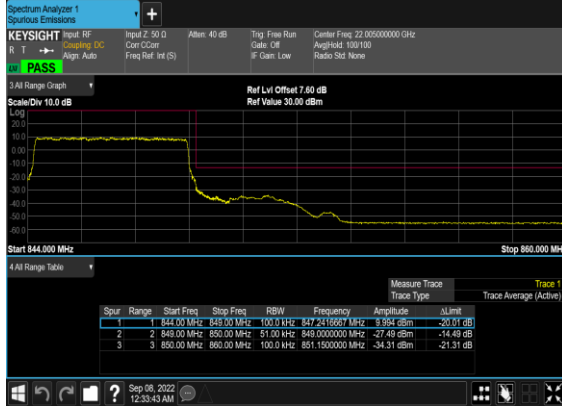 Spectrum Analyzer 1
Spurious Emissions
+
KEYSIGHT Input: RF Input Z: 50 Ω Atten: 40 dB Trig: Free Run Center Freq: 22.005000000 GHz
R T Coupling: DC Corr CCorr Gate: Off Avg|Hold: 100/100
Align: Auto Freq Ref: Int (S) IF Gain: Low Radio Std: None
PASS
3 All Range Graph Ref Lvl Offset 7.60 dB
Scale/Div 10.0 dB Ref Value 30.00 dBm
Log
20.0
10.0
0.00
-10.0
-20.0
-30.0
-40.0
-50.0
-60.0
Start 844.000 MHz Stop 860.000 MH
4 All Range Table
Measure Trace Trace 1
Trace Type Trace Average (Active)
Spur Range Start Freq Stop Freq RBW Frequency Amplitude ΔLimit
1 1 844.00 MHz 849.00 MHz 100.0 kHz 847.2416667 MHz 9.994 dBm -20.01 dB
2 2 849.00 MHz 850.00 MHz 51.00 kHz 849.0000000 MHz -27.49 dBm -14.49 dB
3 3 850.00 MHz 860.00 MHz 100.0 kHz 851.1500000 MHz -34.31 dBm -21.31 dB
? Sep 08, 2022
12:33:43 AM